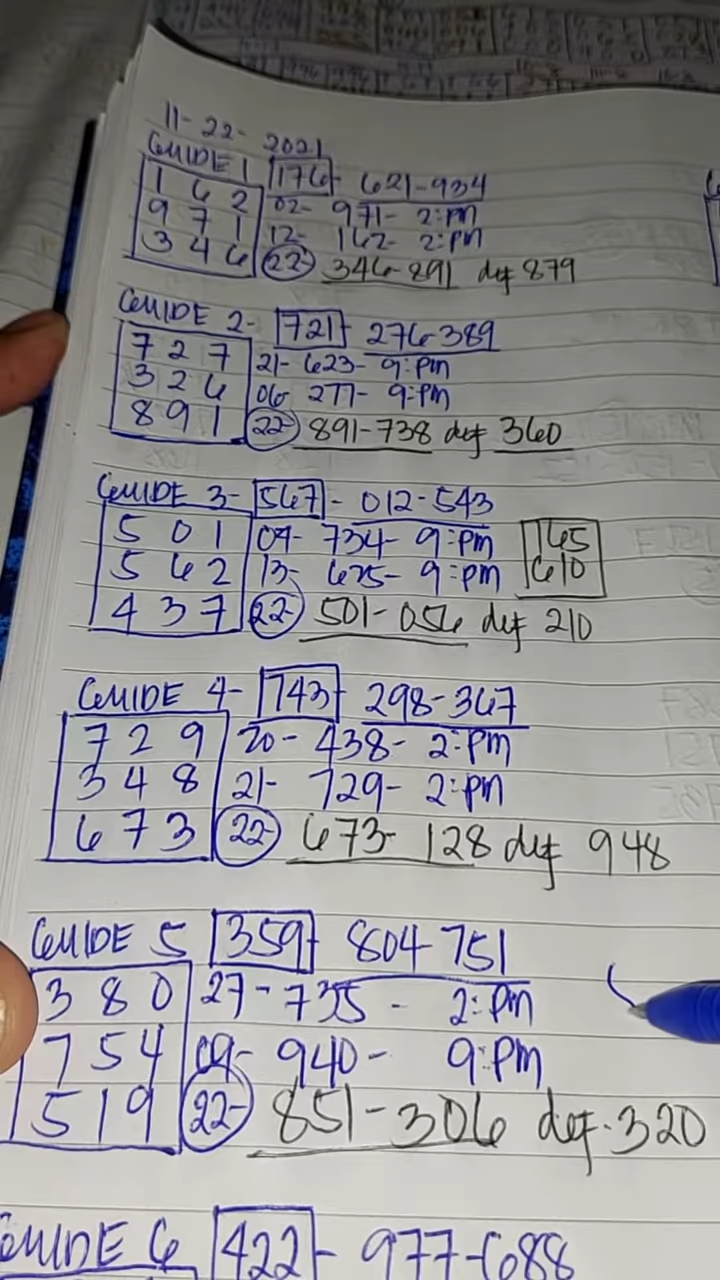 11-22-2021
GUIDE 1 176- 621-934
1 6 2 02- 971- 2:pm
9 7 1 12- 162- 2:pm
3 4 6 22- 346-891 def 879
GUIDE 2- 721- 276-389
7 2 7 21- 623- 9:pm
3 2 6 06- 277- 9:pm
8 9 1 22- 891-738 def 360
GUIDE 3- 567- 012-543
5 0 1 09- 734- 9:pm 165
5 6 2 13- 625- 9:pm 610
4 3 7 22- 501-056 def 210
GUIDE 4- 743- 298-367
7 2 9 20- 438- 2:pm
3 4 8 21- 729- 2:pm
6 7 3 22- 673- 128 def 948
GUIDE 5 359- 804-751
3 8 0 27-735- 2:pm
7 5 4 09- 940- 9:pm
5 1 9 22- 851-306 def.320
GUIDE 6 422- 977-688